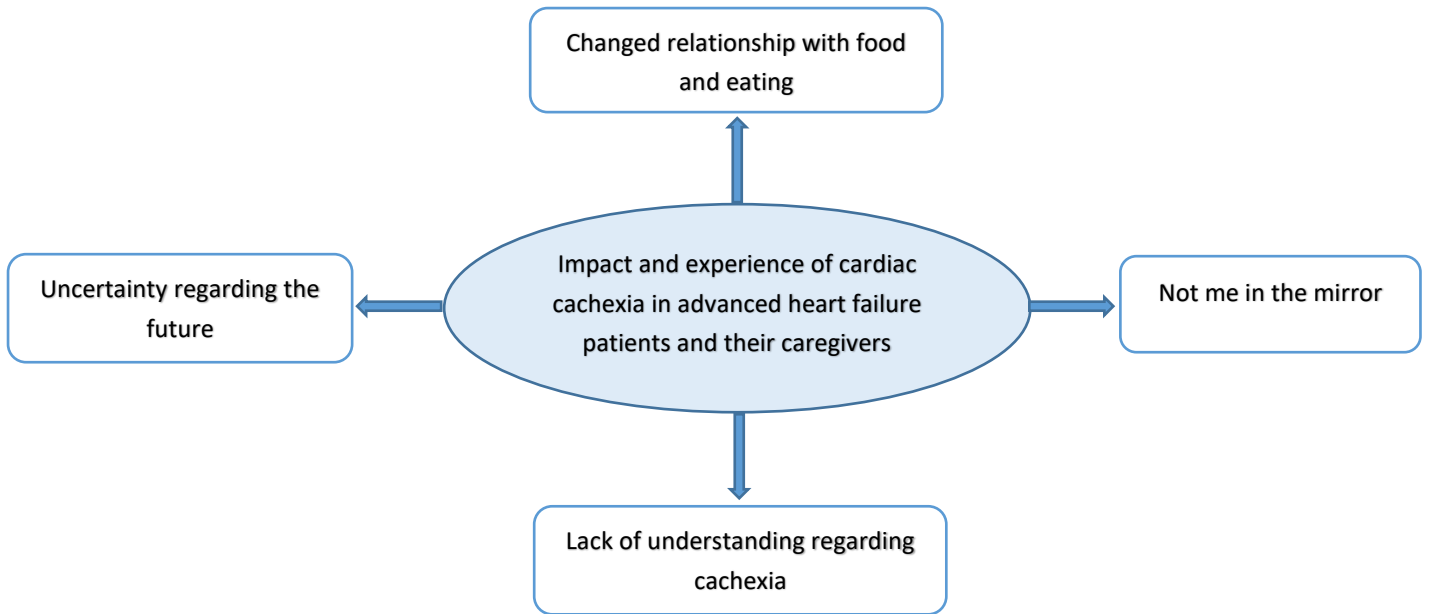 Changed relationship with food
and eating
Impact and experience of cardiac
cachexia in advanced heart failure
patients and their caregivers
Uncertainty regarding the
future
Not me in the mirror
Lack of understanding regarding
cachexia